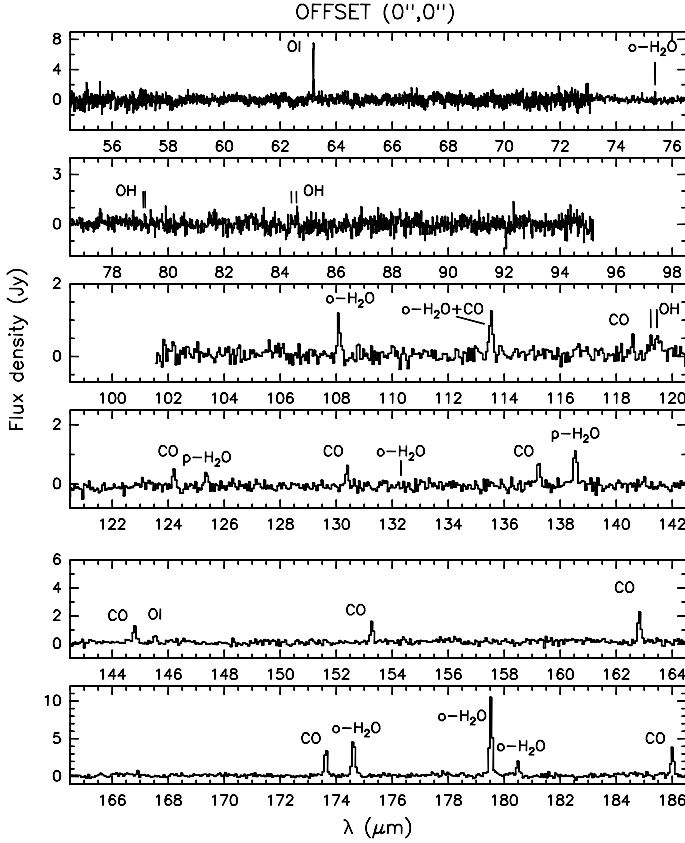 OFFSET (0",0")
8
4
0
OI
o-H₂O
56 58 60 62 64 66 68 70 72 74 76
3
0
OH
OH
78 80 82 84 86 88 90 92 94 96 98
2
1
0
o-H₂O
o-H₂O+CO
CO
OH
100 102 104 106 108 110 112 114 116 118 120
2
0
CO
p-H₂O
CO
o-H₂O
CO
p-H₂O
122 124 126 128 130 132 134 136 138 140 142
6
4
2
0
CO
OI
CO
CO
144 146 148 150 152 154 156 158 160 162 164
10
5
0
CO
o-H₂O
o-H₂O
o-H₂O
CO
166 168 170 172 174 176 178 180 182 184 186
Flux density (Jy)
λ (μm)